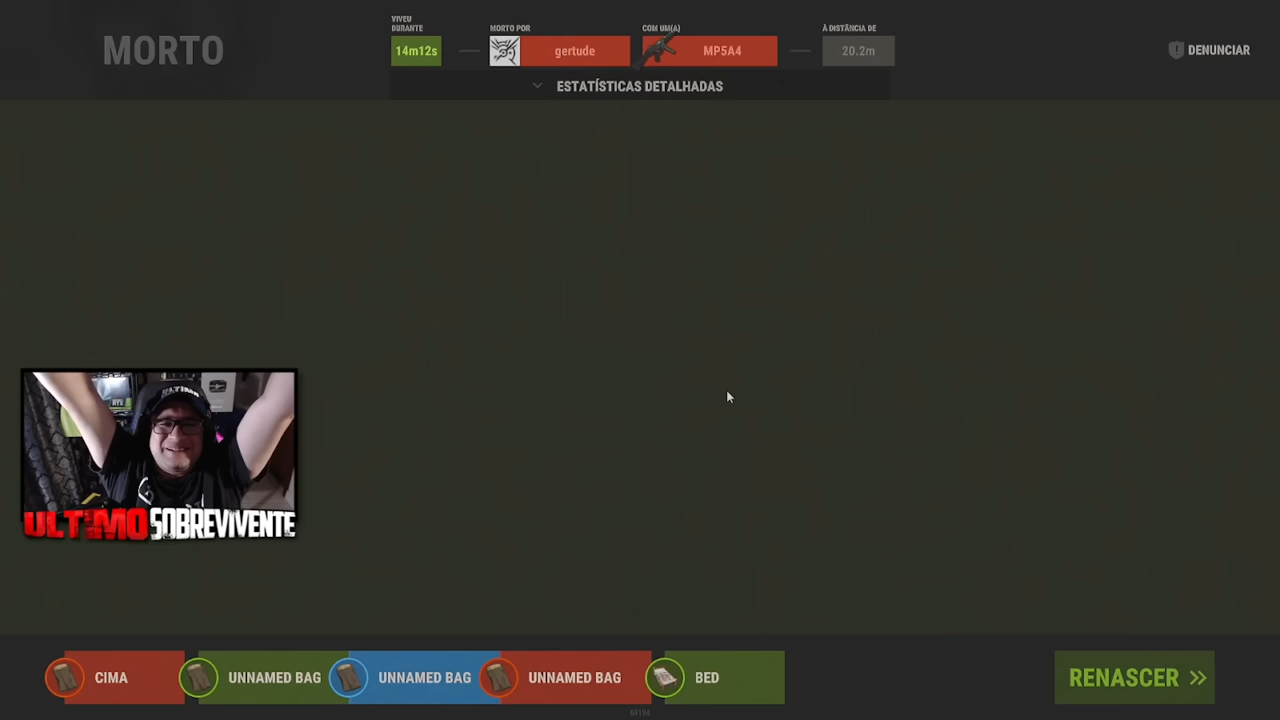 MORTO
VIVEU
DURANTE
14m12s
MORTO POR
gertude
COM UM(A)
MP5A4
À DISTÂNCIA DE
20.2m
DENUNCIAR
ESTATÍSTICAS DETALHADAS
ULTIMO SOBREVIVENTE
CIMA
UNNAMED BAG
UNNAMED BAG
UNNAMED BAG
BED
RENASCER